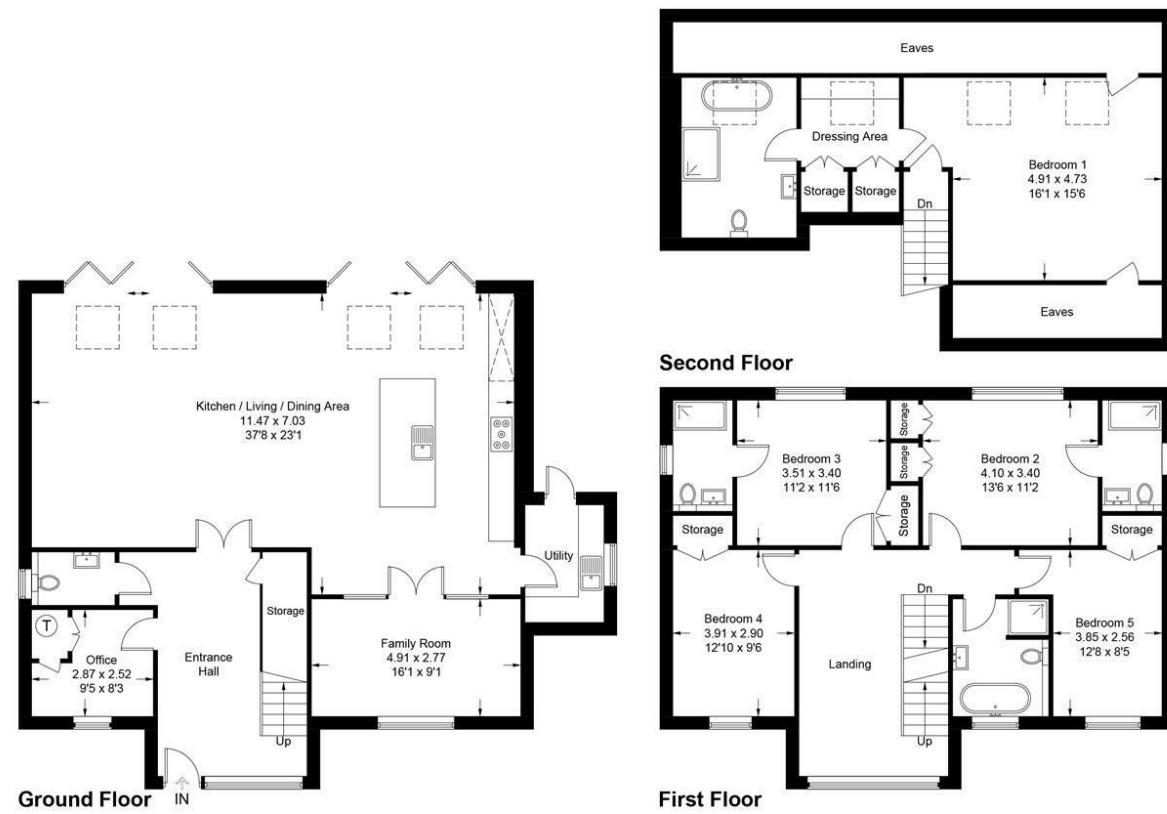 Eaves
Dressing Area
Storage
Storage
Dn
Bedroom 1
4.91 x 4.73
16'1 x 15'6
Eaves
Second Floor
Kitchen / Living / Dining Area
11.47 x 7.03
37'8 x 23'1
Utility
Storage
T
Office
2.87 x 2.52
9'5 x 8'3
Entrance
Hall
Family Room
4.91 x 2.77
16'1 x 9'1
Up
Ground Floor
IN
Bedroom 3
3.51 x 3.40
11'2 x 11'6
Storage
Storage
Storage
Bedroom 2
4.10 x 3.40
13'6 x 11'2
Storage
Storage
Bedroom 4
3.91 x 2.90
12'10 x 9'6
Landing
Dn
Up
Bedroom 5
3.85 x 2.56
12'8 x 8'5
First Floor